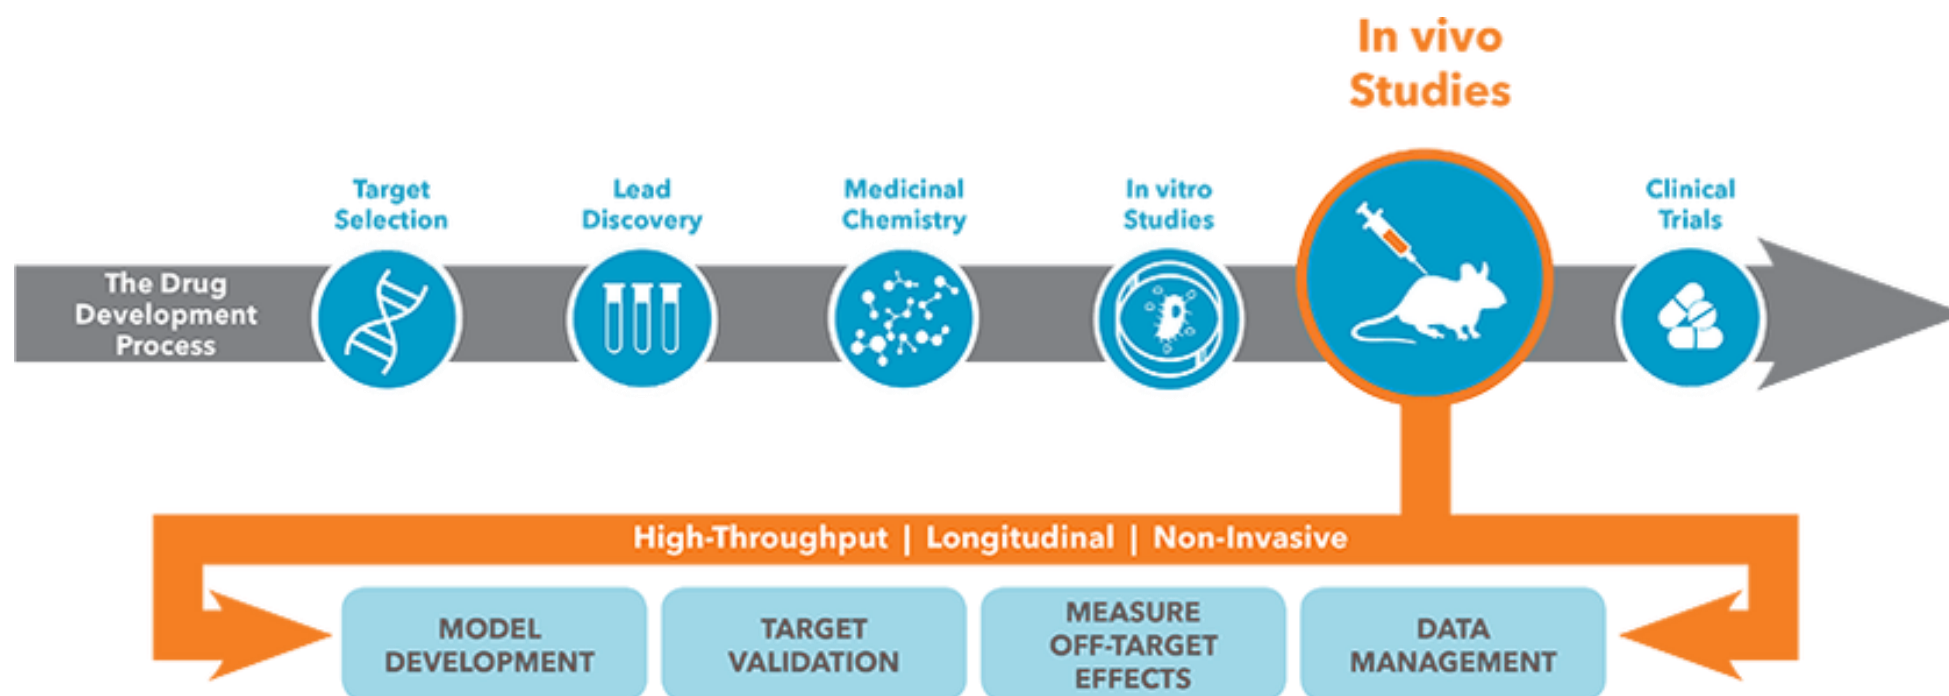 In vivo
Studies
Target
Selection
Lead
Discovery
Medicinal
Chemistry
In vitro
Studies
Clinical
Trials
The Drug
Development
Process
High-Throughput | Longitudinal | Non-Invasive
MODEL
DEVELOPMENT
TARGET
VALIDATION
MEASURE
OFF-TARGET
EFFECTS
DATA
MANAGEMENT